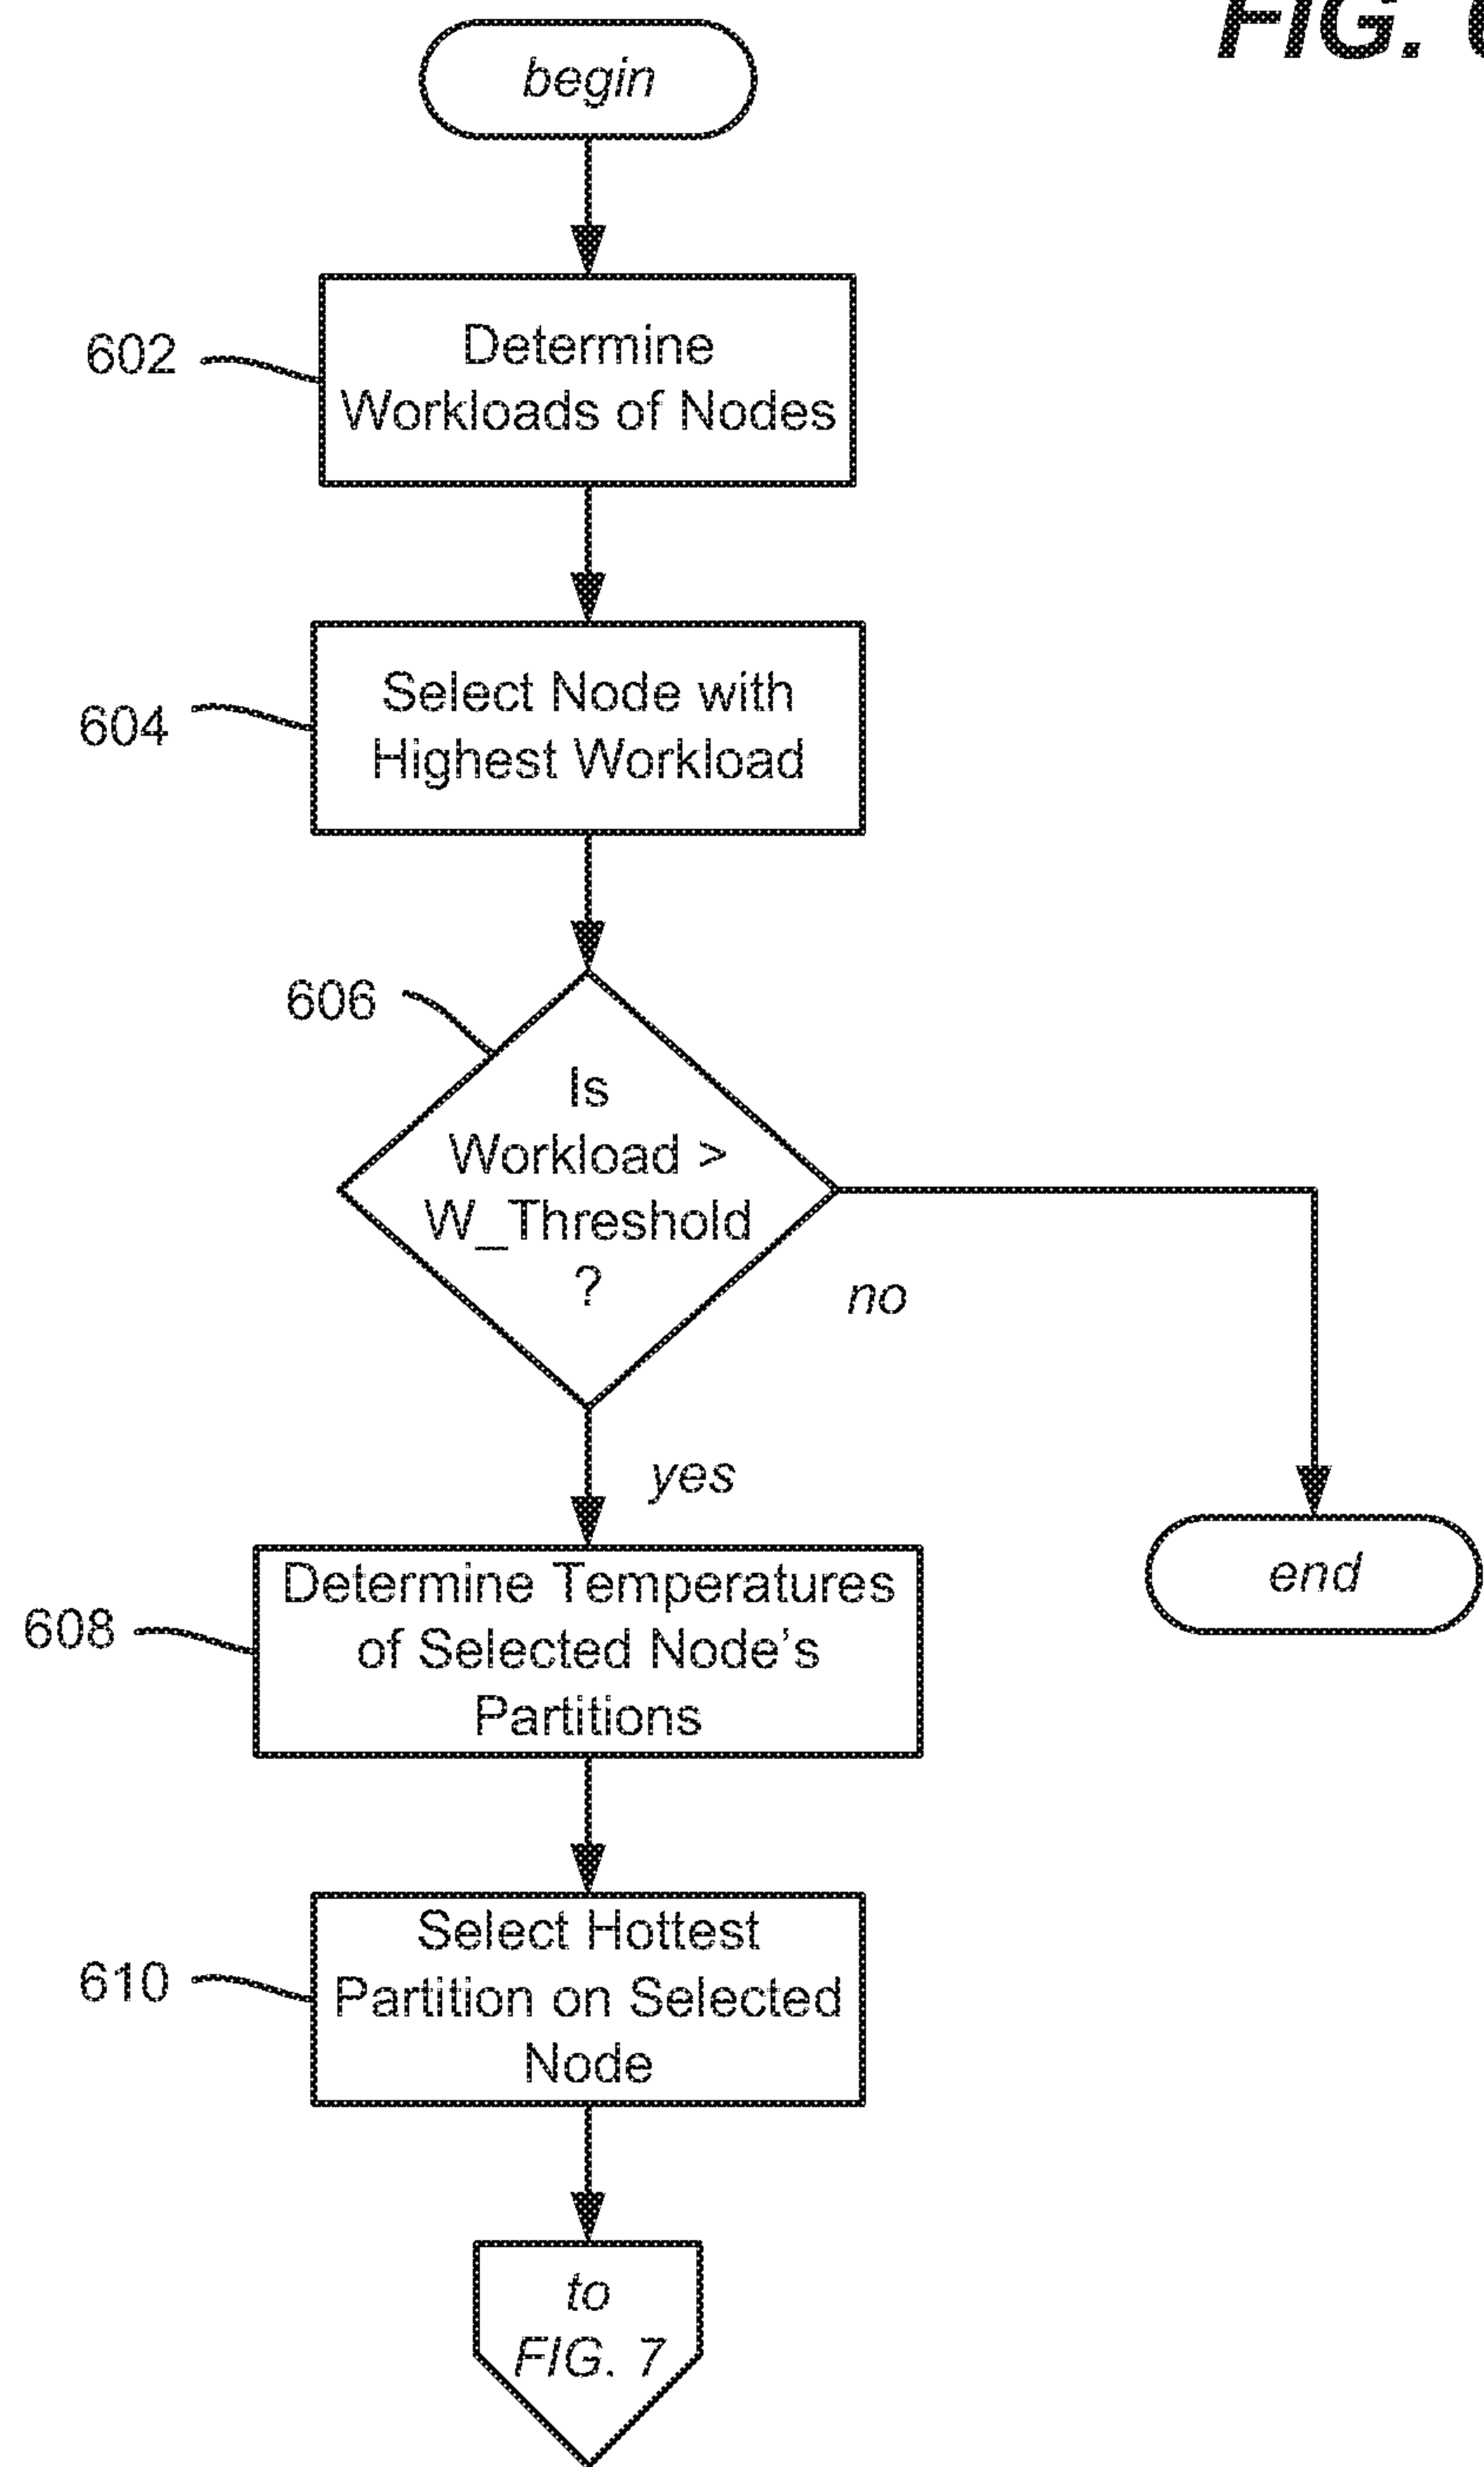 FIG.
begin
602
Determine
Workloads of Nodes
604
Select Node with
Highest Workload
606
Is
Workload >
W_Threshold
?
no
yes
end
608
Determine Temperatures
of Selected Node's
Partitions
610
Select Hottest
Partition on Selected
Node
to
FIG. 7